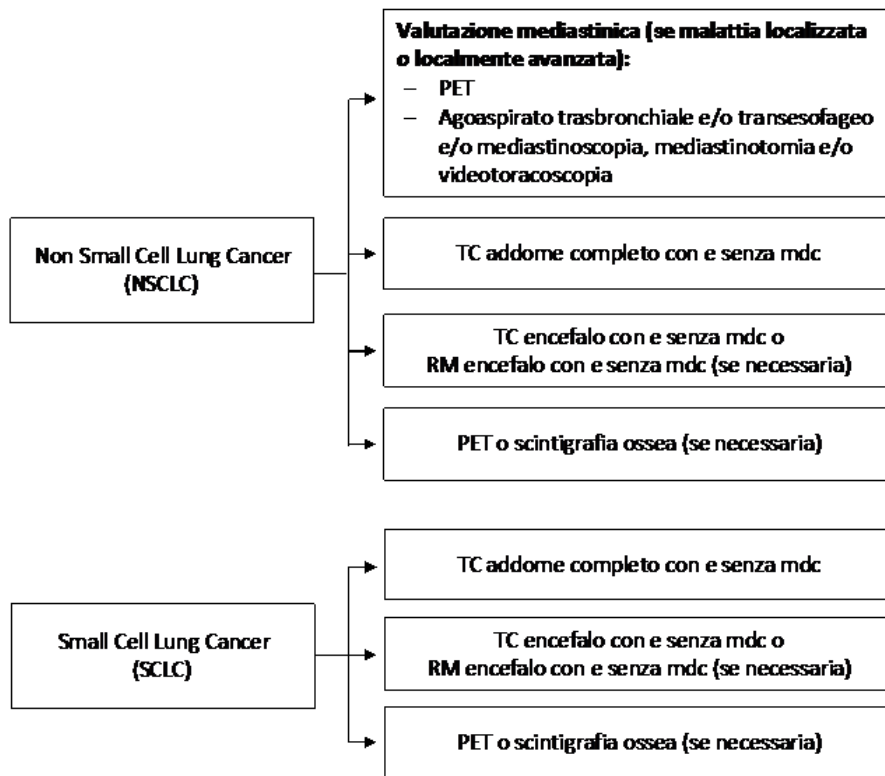 Valutazione mediastinica (se malattia localizzata
o localmente avanzata):
– PET
– Agoaspirato trasbronchiale e/o transesofageo
e/o mediastinoscopia, mediastinotomia e/o
videotoracoscopia
Non Small Cell Lung Cancer
(NSCLC)
TC addome completo con e senza mdc
TC encefalo con e senza mdc o
RM encefalo con e senza mdc (se necessaria)
PET o scintigrafia ossea (se necessaria)
Small Cell Lung Cancer
(SCLC)
TC addome completo con e senza mdc
TC encefalo con e senza mdc o
RM encefalo con e senza mdc (se necessaria)
PET o scintigrafia ossea (se necessaria)